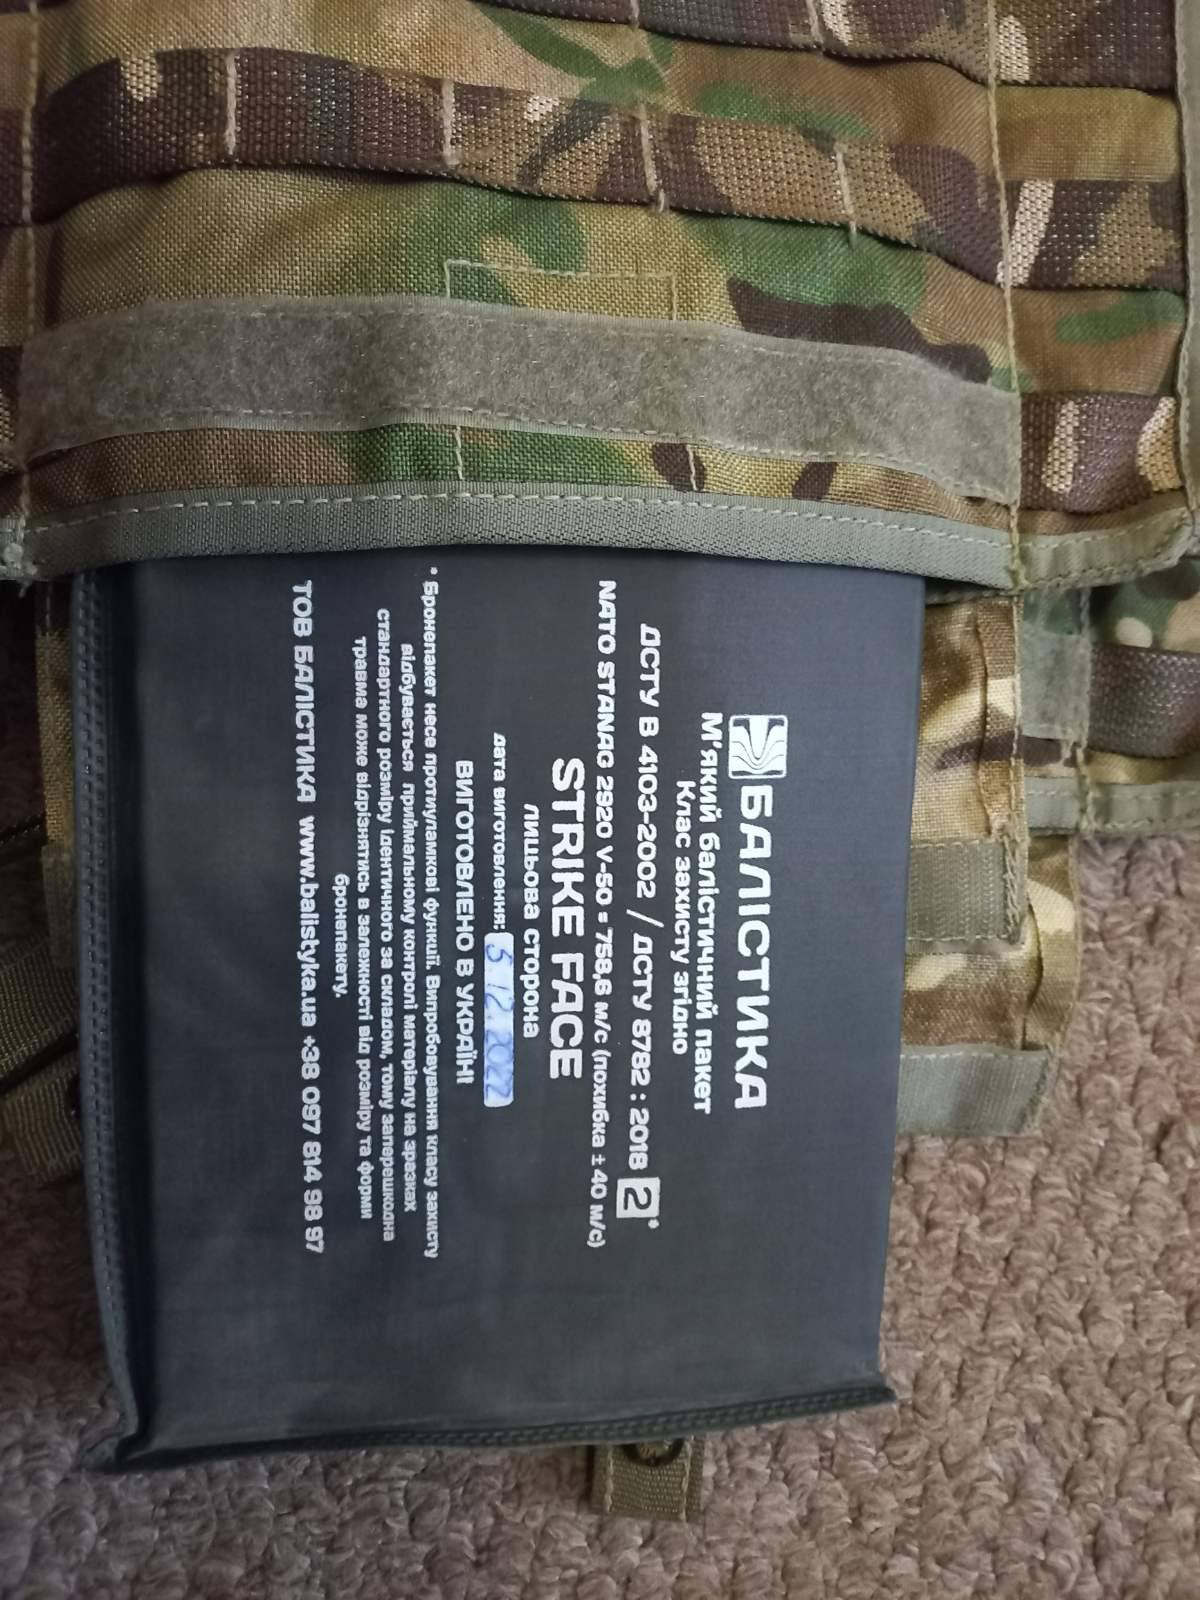 БАЛІСТИКА
М'який балістичний пакет
Клас захисту згідно
ДСТУ В 4103-2002 / ДСТУ 8782 : 2018 2*
NATO STANAG 2920 V-50 = 758,6 м/с (похибка ± 40 м/с)
STRIKE FACE
лицьова сторона
дата виготовлення: 5.12.2022
ВИГОТОВЛЕНО В УКРАЇНІ
* Бронепакет несе протиуламкові функції. Випробовування класу захисту
відбувається приймальному контролі матеріалу на зразках
стандартного розміру ідентичного за складом, тому заперешкодна
травма може відрізнятись в залежності від розміру та форми
бронепакету.
ТОВ БАЛІСТИКА www.balistyka.ua +38 097 814 98 97